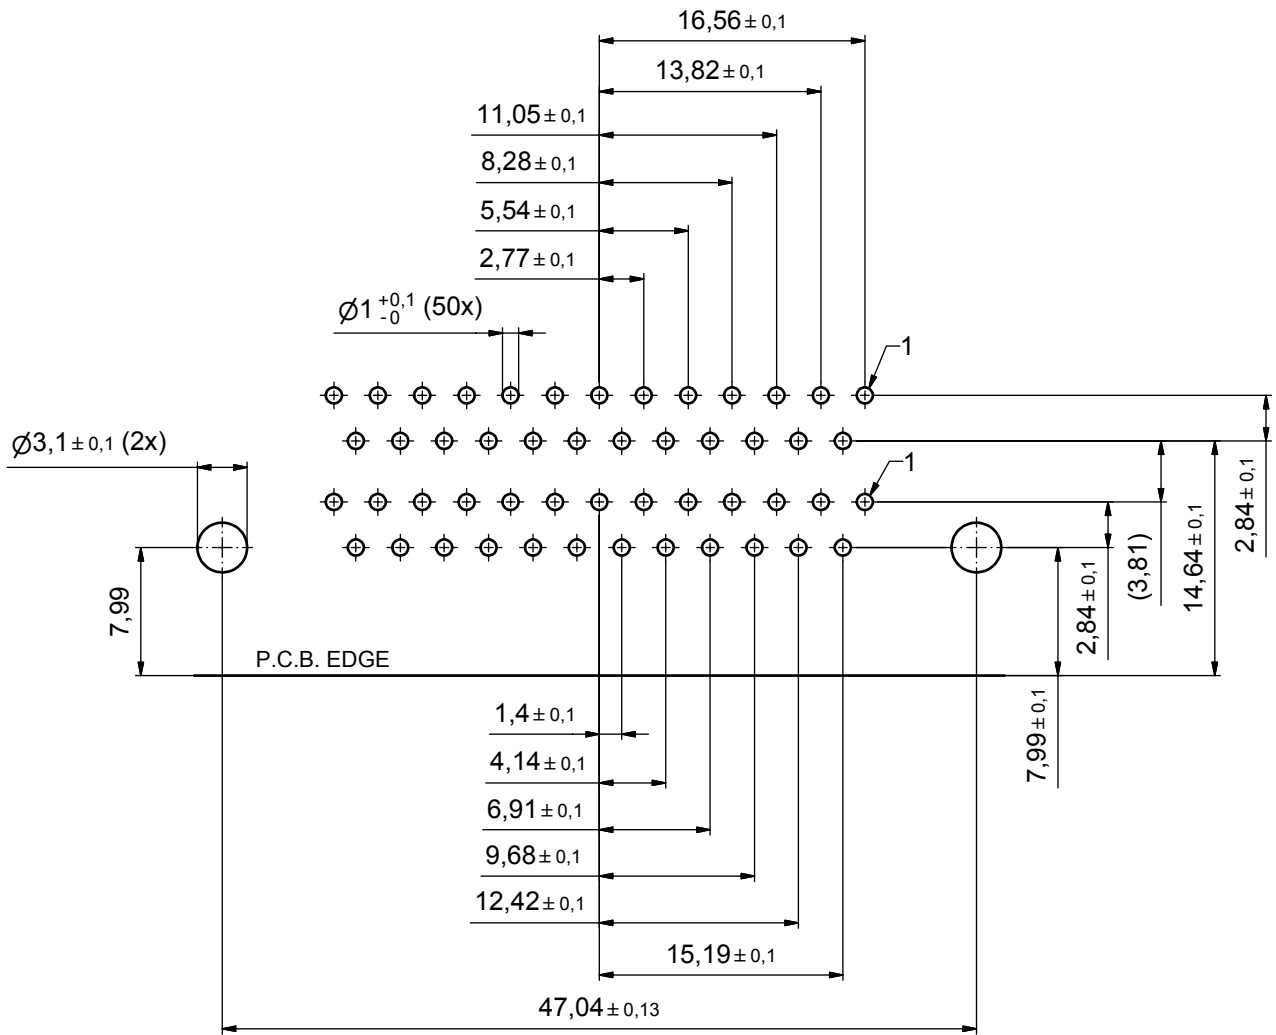 16,56 ± 0,1
13,82 ± 0,1
11,05 ± 0,1
8,28 ± 0,1
5,54 ± 0,1
2,77 ± 0,1
Ø1 +0,1 -0 (50x)
1
Ø3,1 ± 0,1 (2x)
1
2,84 ± 0,1
14,64 ± 0,1
(3,81)
2,84 ± 0,1
7,99
7,99 ± 0,1
P.C.B. EDGE
1,4 ± 0,1
4,14 ± 0,1
6,91 ± 0,1
9,68 ± 0,1
12,42 ± 0,1
15,19 ± 0,1
47,04 ± 0,13